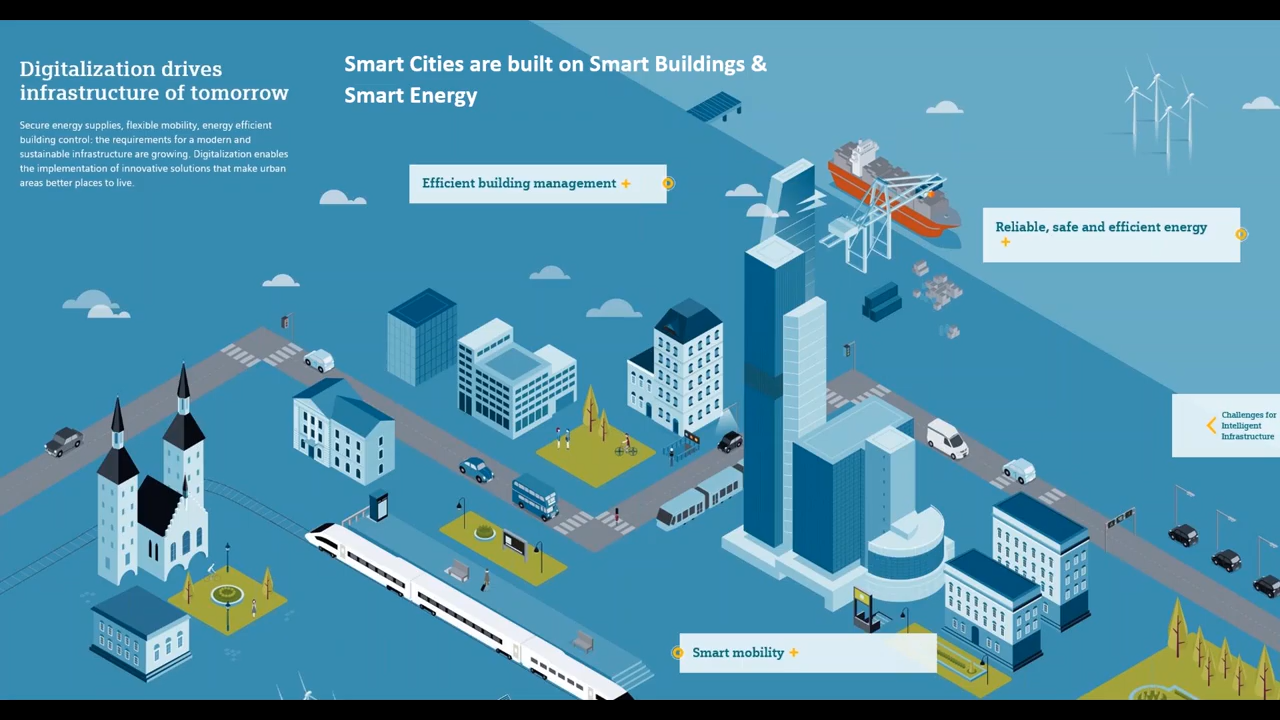 Digitalization drives
infrastructure of tomorrow
Secure energy supplies, flexible mobility, energy efficient
building control: the requirements for a modern and
sustainable infrastructure are growing. Digitalization enables
the implementation of innovative solutions that make urban
areas better places to live.
Smart Cities are built on Smart Buildings &
Smart Energy
Efficient building management +
Reliable, safe and efficient energy
+
Challenges for
Intelligent
Infrastructure
Smart mobility +